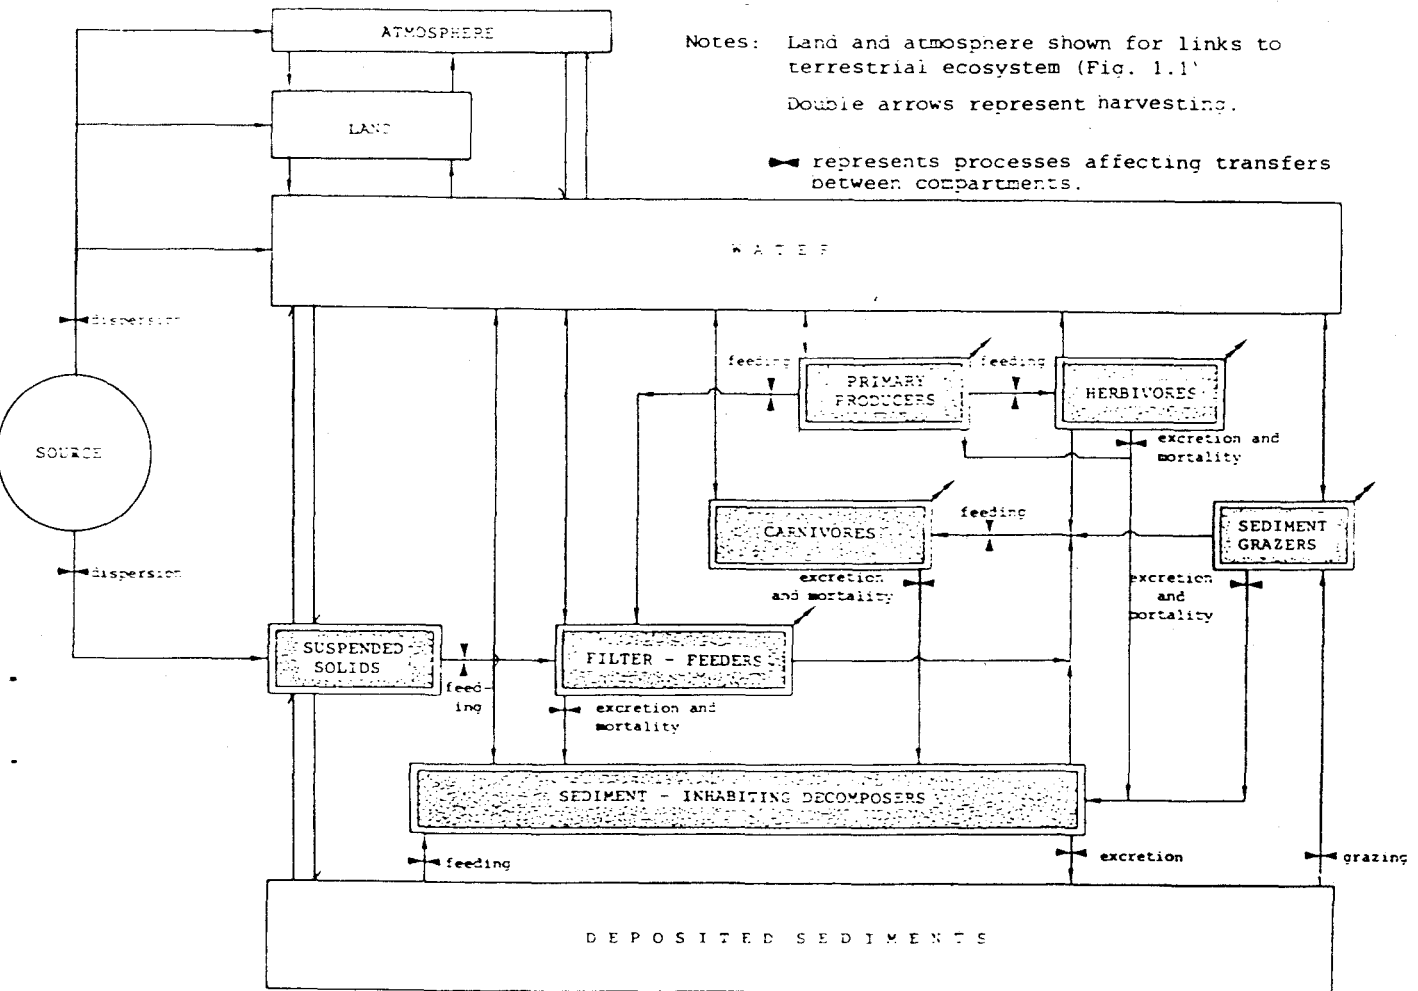 ATMOSPHERE
Notes: Land and atmosphere shown for links to
terrestrial ecosystem (Fig. 1.1'
Double arrows represent harvesting.
LAND
represents processes affecting transfers
between compartments.
WATER
dispersion
feeding
PRIMARY
PRODUCERS
feeding
HERBIVORES
excretion and
mortality
SOURCE
CARNIVORES
feeding
SEDIMENT
GRAZERS
dispersion
excretion
and mortality
excretion
and
mortality
SUSPENDED
SOLIDS
feed-
ing
FILTER - FEEDERS
excretion and
mortality
SEDIMENT - INHABITING DECOMPOSERS
feeding
excretion
grazing
DEPOSITED SEDIMENTS